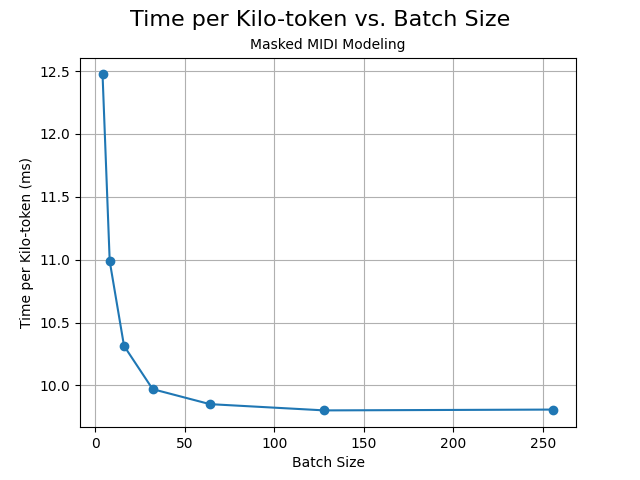 Time per Kilo-token vs. Batch Size
Masked MIDI Modeling
12.5
12.0
11.5
11.0
10.5
10.0
Time per Kilo-token (ms)
0 50 100 150 200 250
Batch Size